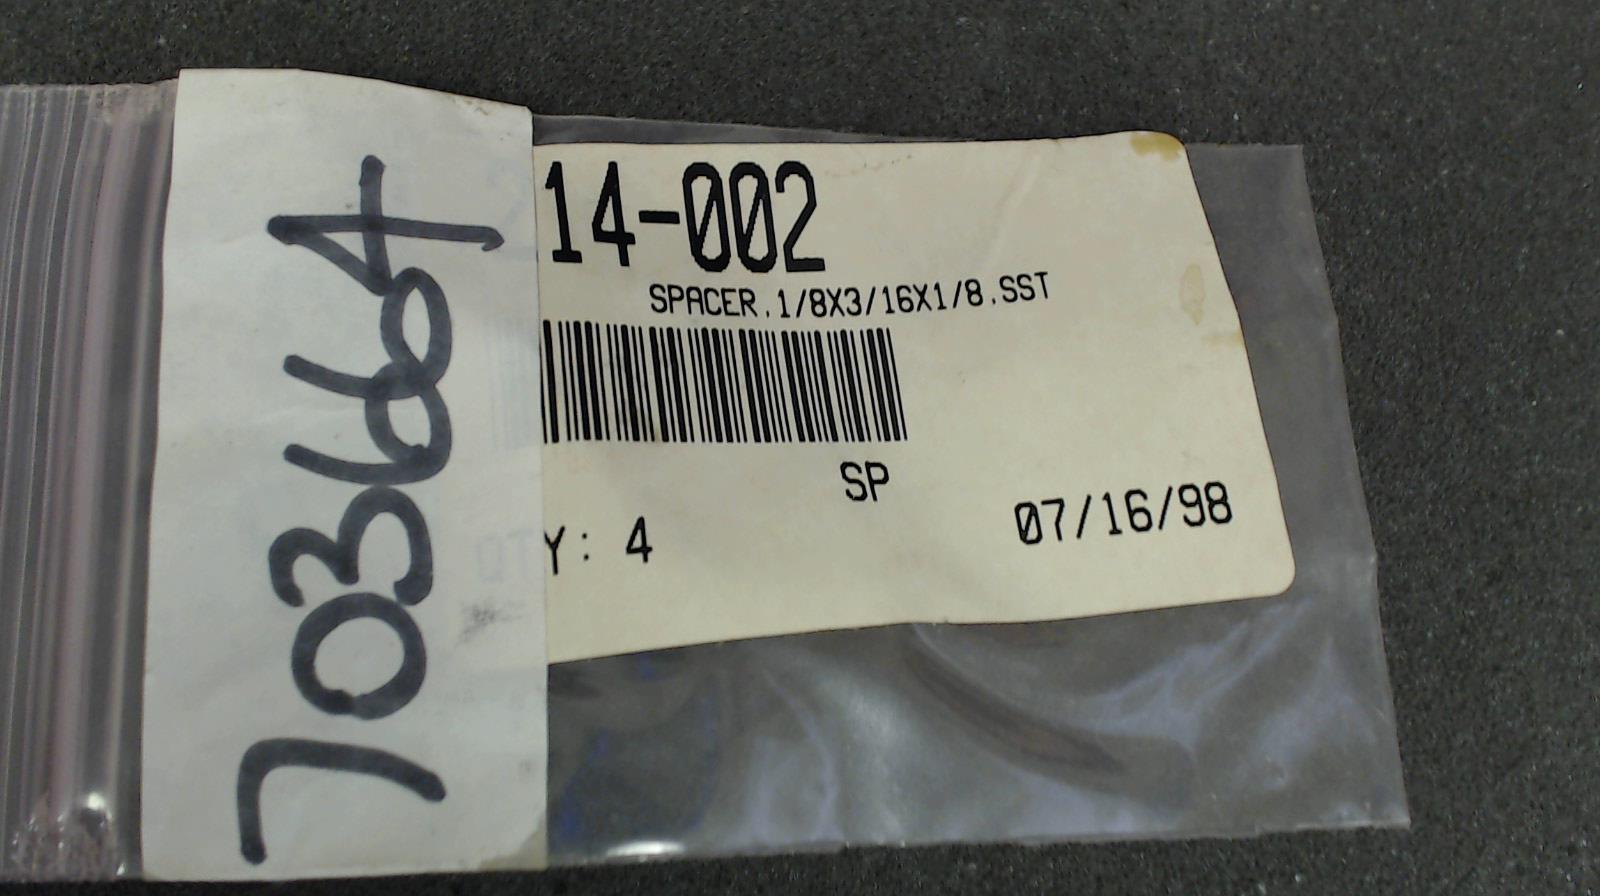 703664
14-002
SPACER.1/8X3/16X1/8.SST
SP
Y: 4
07/16/98